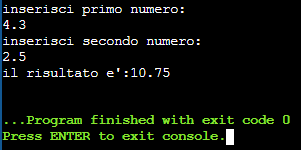 inserisci primo numero:
4.3
inserisci secondo numero:
2.5
il risultato e':10.75
...Program finished with exit code 0
Press ENTER to exit console.